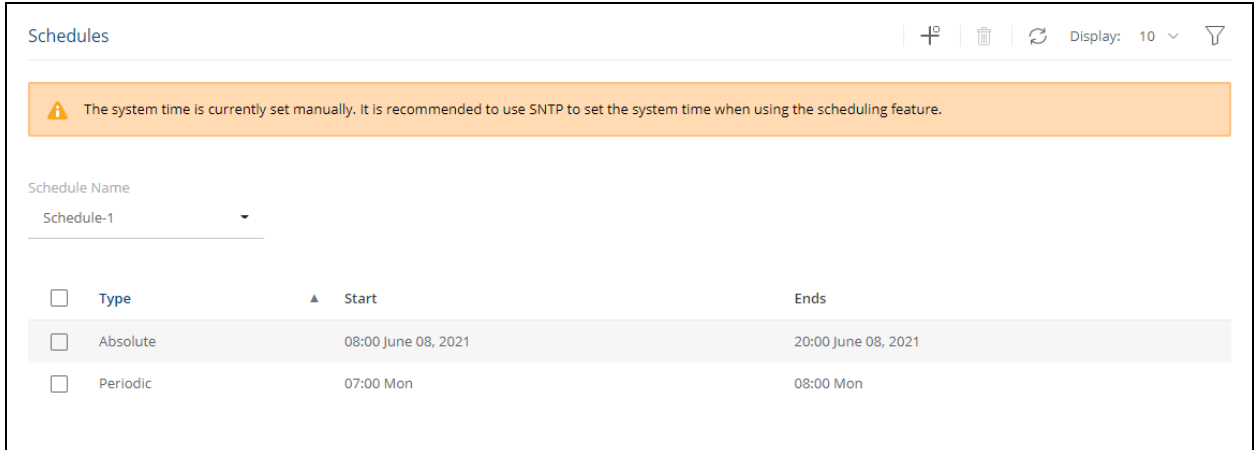 Schedules
Display: 10
The system time is currently set manually. It is recommended to use SNTP to set the system time when using the scheduling feature.
Schedule Name
Schedule-1
Type Start Ends
Absolute 08:00 June 08, 2021 20:00 June 08, 2021
Periodic 07:00 Mon 08:00 Mon